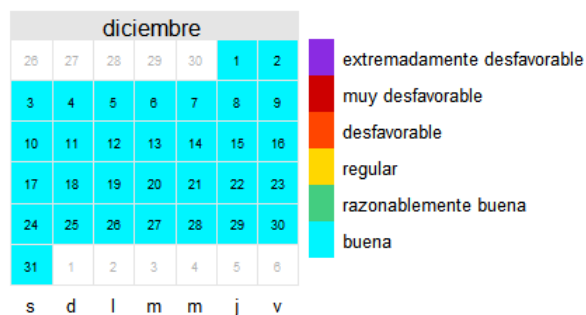 diciembre
26 27 28 29 30 1 2
3 4 5 6 7 8 9
10 11 12 13 14 15 16
17 18 19 20 21 22 23
24 25 26 27 28 29 30
31 1 2 3 4 5 6
s d l m m j v
extremadamente desfavorable
muy desfavorable
desfavorable
regular
razonablemente buena
buena